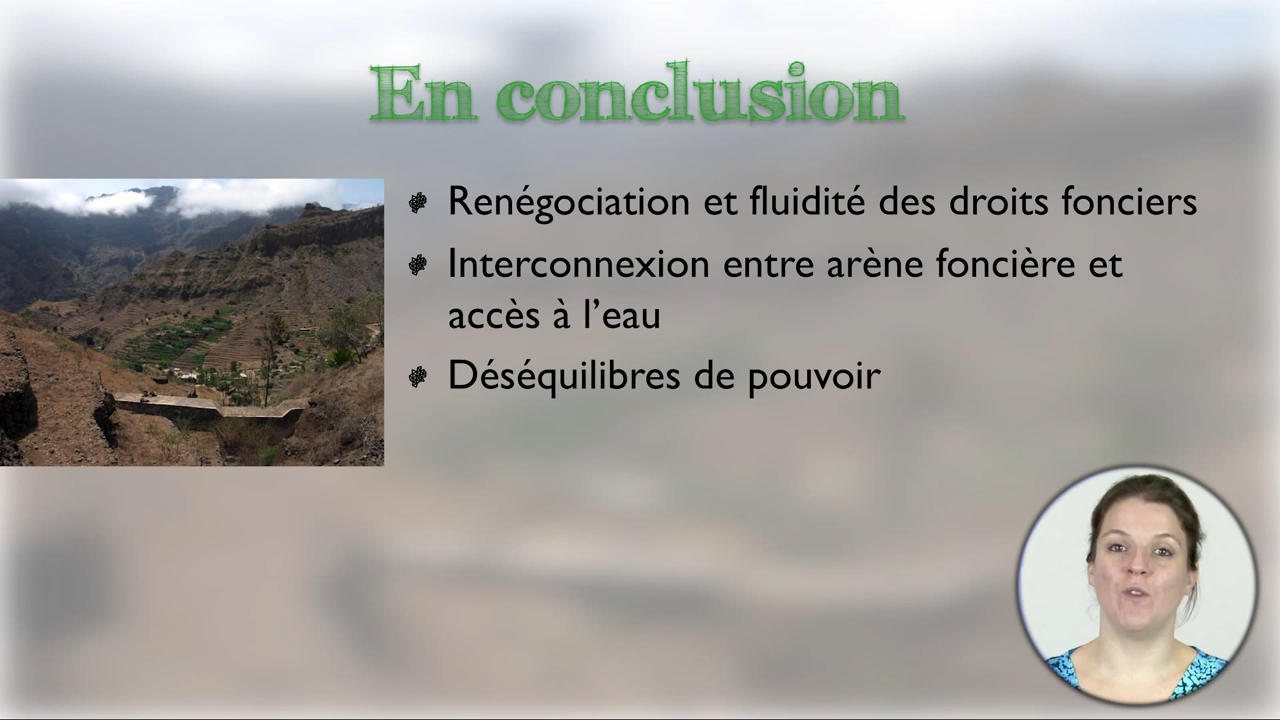 En conclusion
Renégociation et fluidité des droits fonciers
Interconnexion entre arène foncière et
accès à l’eau
Déséquilibres de pouvoir